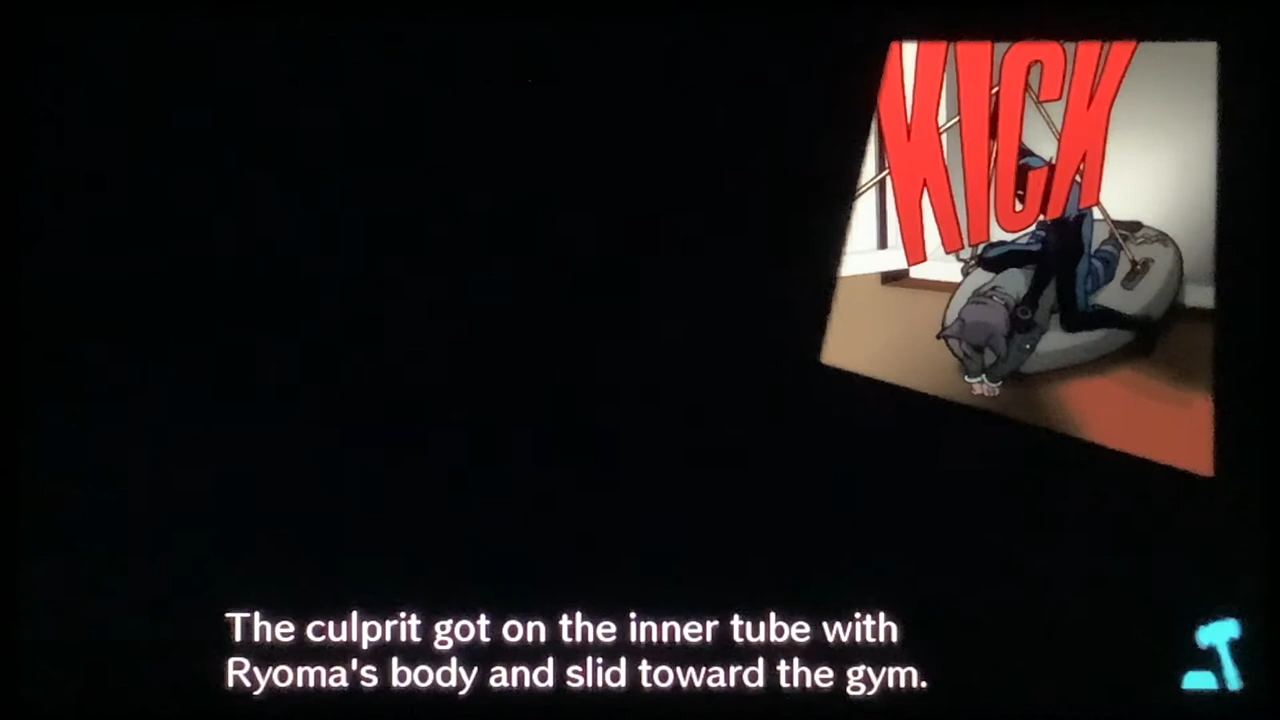 KICK
The culprit got on the inner tube with
Ryoma's body and slid toward the gym.